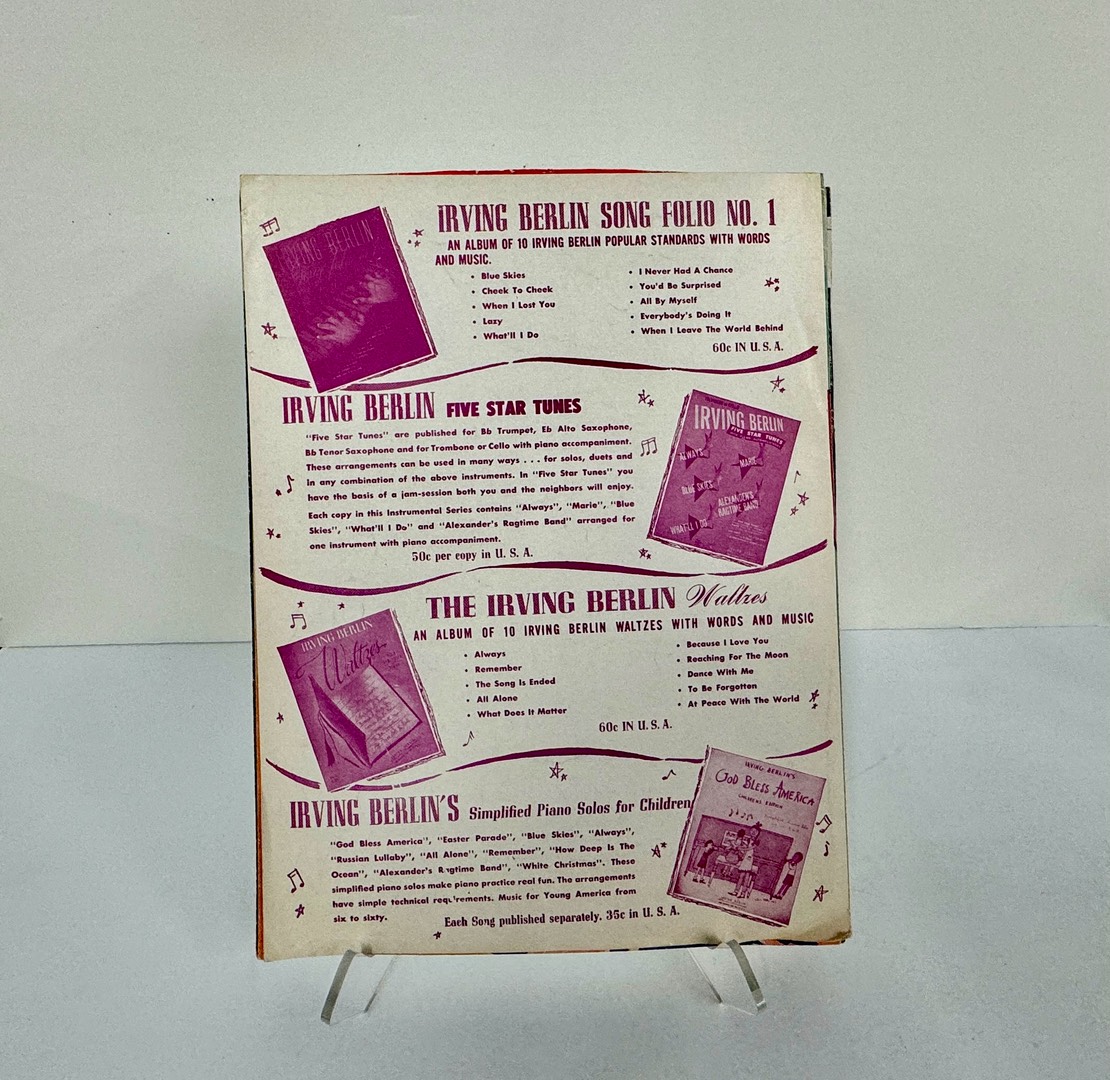 IRVING BERLIN
IRVING BERLIN SONG FOLIO NO. 1
AN ALBUM OF 10 IRVING BERLIN POPULAR STANDARDS WITH WORDS
AND MUSIC.
• Blue Skies
• Cheek To Cheek
• When I Lost You
• Lazy
• What'll I Do
• I Never Had A Chance
• You'd Be Surprised
• All By Myself
• Everybody's Doing It
• When I Leave The World Behind
60c IN U. S. A.
IRVING BERLIN FIVE STAR TUNES
"Five Star Tunes" are published for Bb Trumpet, Eb Alto Saxophone,
Bb Tenor Saxophone and for Trombone or Cello with piano accompaniment.
These arrangements can be used in many ways . . . for solos, duets and
in any combination of the above instruments. In "Five Star Tunes" you
have the basis of a jam-session both you and the neighbors will enjoy.
Each copy in this Instrumental Series contains "Always", "Marie", "Blue
Skies", "What'll I Do" and "Alexander's Ragtime Band" arranged for
one instrument with piano accompaniment.
50c per copy in U. S. A.
IRVING BERLIN
FIVE STAR TUNES
ALWAYS
MARIE
BLUE SKIES
ALEXANDER'S
RAGTIME BAND
WHAT'LL I DO
THE IRVING BERLIN Waltzes
AN ALBUM OF 10 IRVING BERLIN WALTZES WITH WORDS AND MUSIC
• Always
• Remember
• The Song Is Ended
• All Alone
• What Does It Matter
• Because I Love You
• Reaching For The Moon
• Dance With Me
• To Be Forgotten
• At Peace With The World
60c IN U. S. A.
IRVING BERLIN
Waltzes
IRVING BERLIN'S Simplified Piano Solos for Children
"God Bless America", "Easter Parade", "Blue Skies", "Always",
"Russian Lullaby", "All Alone", "Remember", "How Deep Is The
Ocean", "Alexander's Ragtime Band", "White Christmas". These
simplified piano solos make piano practice real fun. The arrangements
have simple technical requirements. Music for Young America from
six to sixty.
Each Song published separately. 35c in U. S. A.
IRVING BERLIN'S
GOD BLESS AMERICA
CHILDREN'S EDITION